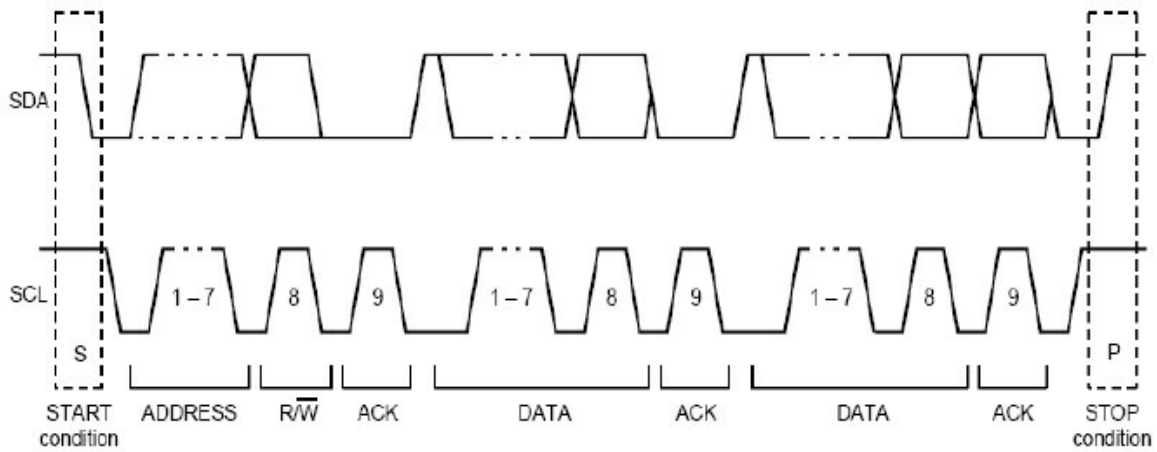 SDA
SCL
1 – 7
8
9
1 – 7
8
9
1 – 7
8
9
S
P
START
condition
ADDRESS
R/W̅
ACK
DATA
ACK
DATA
ACK
STOP
condition